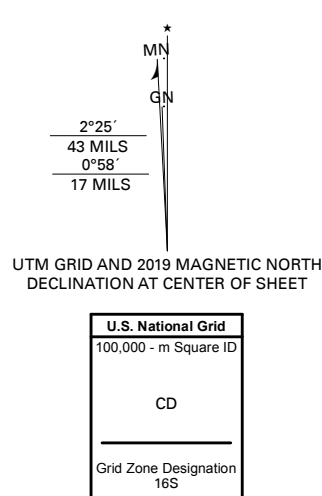 MN
GN
2°25´
43 MILS
0°58´
17 MILS
UTM GRID AND 2019 MAGNETIC NORTH
DECLINATION AT CENTER OF SHEET
U.S. National Grid
100,000 - m Square ID
CD
Grid Zone Designation
16S